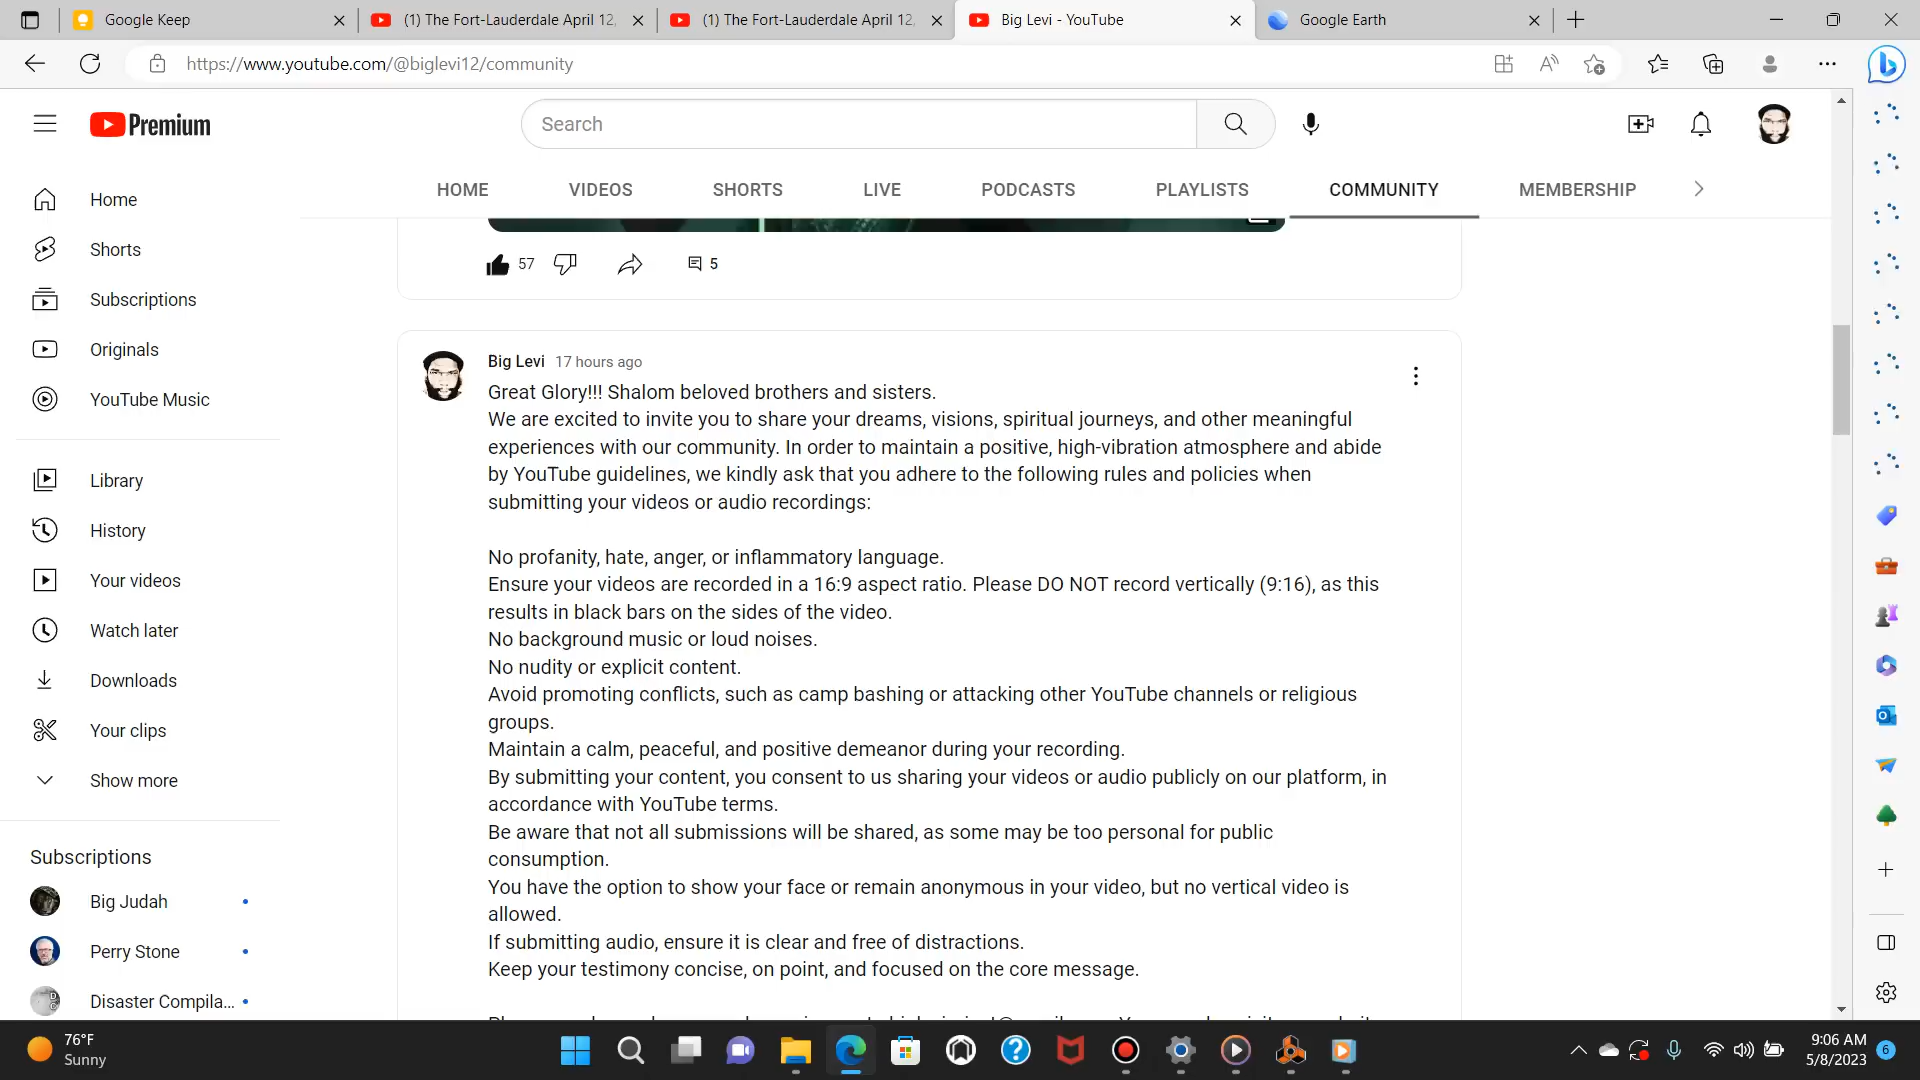 Google Keep
(1) The Fort-Lauderdale April 12,
(1) The Fort-Lauderdale April 12,
Big Levi - YouTube
Google Earth
https://www.youtube.com/@biglevi12/community
Premium
Search
HOME
VIDEOS
SHORTS
LIVE
PODCASTS
PLAYLISTS
COMMUNITY
MEMBERSHIP
Home
Shorts
Subscriptions
Originals
YouTube Music
Library
History
Your videos
Watch later
Downloads
Your clips
Show more
Subscriptions
Big Judah
Perry Stone
Disaster Compila...
57
5
Big Levi 17 hours ago
Great Glory!!! Shalom beloved brothers and sisters.
We are excited to invite you to share your dreams, visions, spiritual journeys, and other meaningful
experiences with our community. In order to maintain a positive, high-vibration atmosphere and abide
by YouTube guidelines, we kindly ask that you adhere to the following rules and policies when
submitting your videos or audio recordings:
No profanity, hate, anger, or inflammatory language.
Ensure your videos are recorded in a 16:9 aspect ratio. Please DO NOT record vertically (9:16), as this
results in black bars on the sides of the video.
No background music or loud noises.
No nudity or explicit content.
Avoid promoting conflicts, such as camp bashing or attacking other YouTube channels or religious
groups.
Maintain a calm, peaceful, and positive demeanor during your recording.
By submitting your content, you consent to us sharing your videos or audio publicly on our platform, in
accordance with YouTube terms.
Be aware that not all submissions will be shared, as some may be too personal for public
consumption.
You have the option to show your face or remain anonymous in your video, but no vertical video is
allowed.
If submitting audio, ensure it is clear and free of distractions.
Keep your testimony concise, on point, and focused on the core message.
76°F
Sunny
9:06 AM
5/8/2023
6